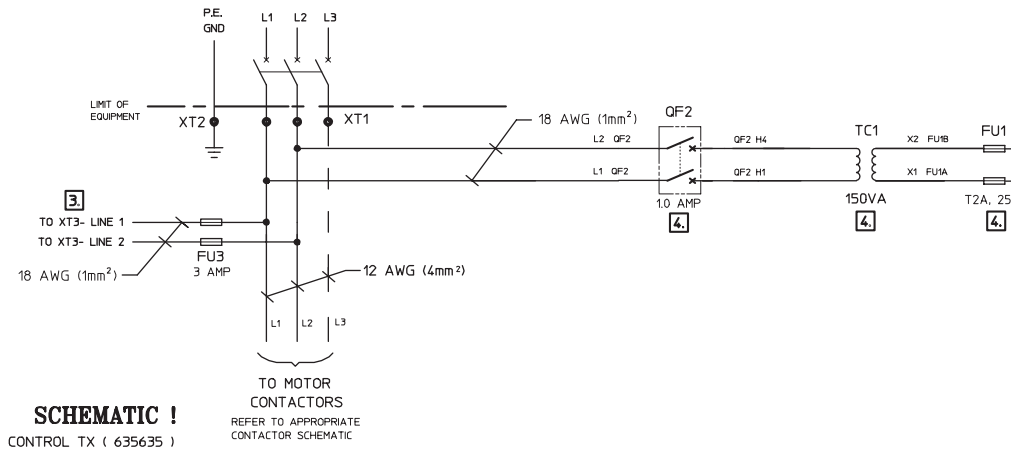 P.E.
GND
L1 L2 L3
LIMIT OF
EQUIPMENT
XT2
XT1
18 AWG (1mm²)
QF2
TC1
FU1
L2 QF2
QF2 H4
X2 FU1B
L1 QF2
QF2 H1
X1 FU1A
1.0 AMP
4.
150VA
4.
T2A, 25
4.
3.
TO XT3- LINE 1
TO XT3- LINE 2
FU3
3 AMP
18 AWG (1mm²)
12 AWG (4mm²)
L1 L2 L3
TO MOTOR
CONTACTORS
REFER TO APPROPRIATE
CONTACTOR SCHEMATIC
SCHEMATIC !
CONTROL TX ( 635635 )